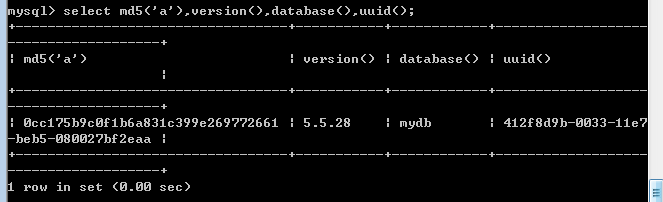 mysql> select md5('a'),version(),database(),uuid();
+----------------------------------+-----------+------------+-------------------
-------------------+
| md5('a')                         | version() | database() | uuid()
                   |
+----------------------------------+-----------+------------+-------------------
-------------------+
| 0cc175b9c0f1b6a831c399e269772661 | 5.5.28    | mydb       | 412f8d9b-0033-11e7
-beb5-080027bf2eaa |
+----------------------------------+-----------+------------+-------------------
-------------------+
1 row in set (0.00 sec)